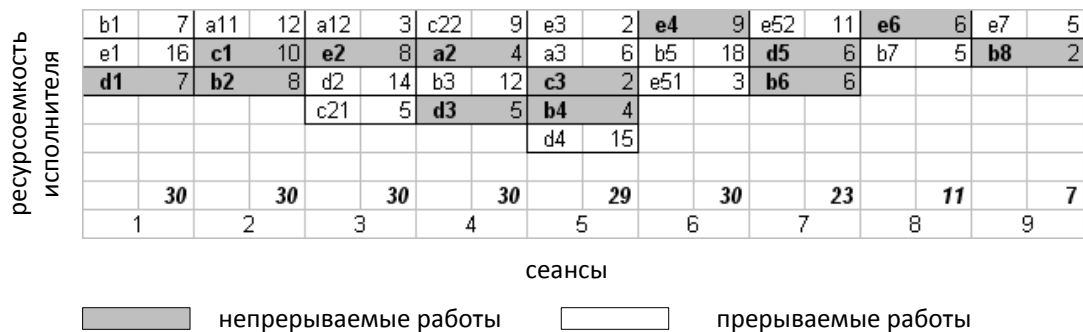 ресурсоемкость
исполнителя
b1 7 a11 12 a12 3 c22 9 e3 2 e4 9 e52 11 e6 6 e7 5
e1 16 c1 10 e2 8 a2 4 a3 6 b5 18 d5 6 b7 5 b8 2
d1 7 b2 8 d2 14 b3 12 c3 2 e51 3 b6 6
c21 5 d3 5 b4 4
d4 15
30 30 30 30 29 30 23 11 7
1 2 3 4 5 6 7 8 9
сеансы
непрерываемые работы прерываемые работы